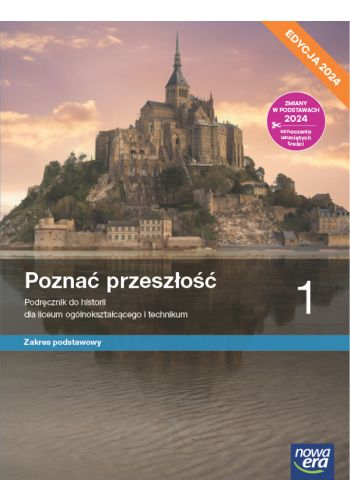 EDYCJA 2024
ZMIANY
W PODSTAWACH
2024
oznaczenia
usuniętych
treści
Poznać przeszłość
1
Podręcznik do historii
dla liceum ogólnokształcącego i technikum
Zakres podstawowy
nowa
era